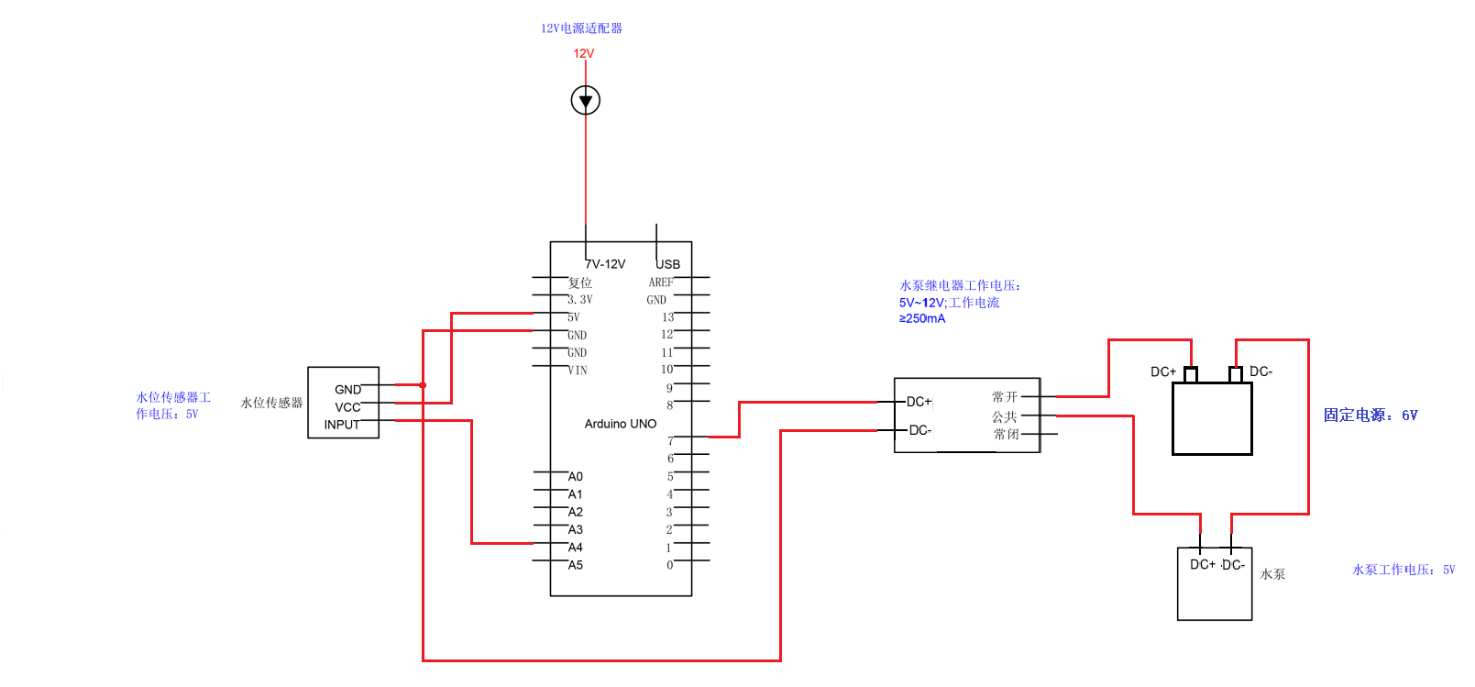 12V电源适配器
12V
7V-12V
USB
复位
AREF
3.3V
GND
5V
13
GND
12
GND
11
VIN
10
9
8
Arduino UNO
7
6
A0
5
A1
4
A2
3
A3
2
A4
1
A5
0
水位传感器工
作电压：5V
水位传感器
GND
VCC
INPUT
水泵继电器工作电压：
5V~12V;工作电流
≥250mA
DC+
DC-
常开
公共
常闭
DC+
DC-
固定电源：6V
DC+
DC-
水泵
水泵工作电压：5V